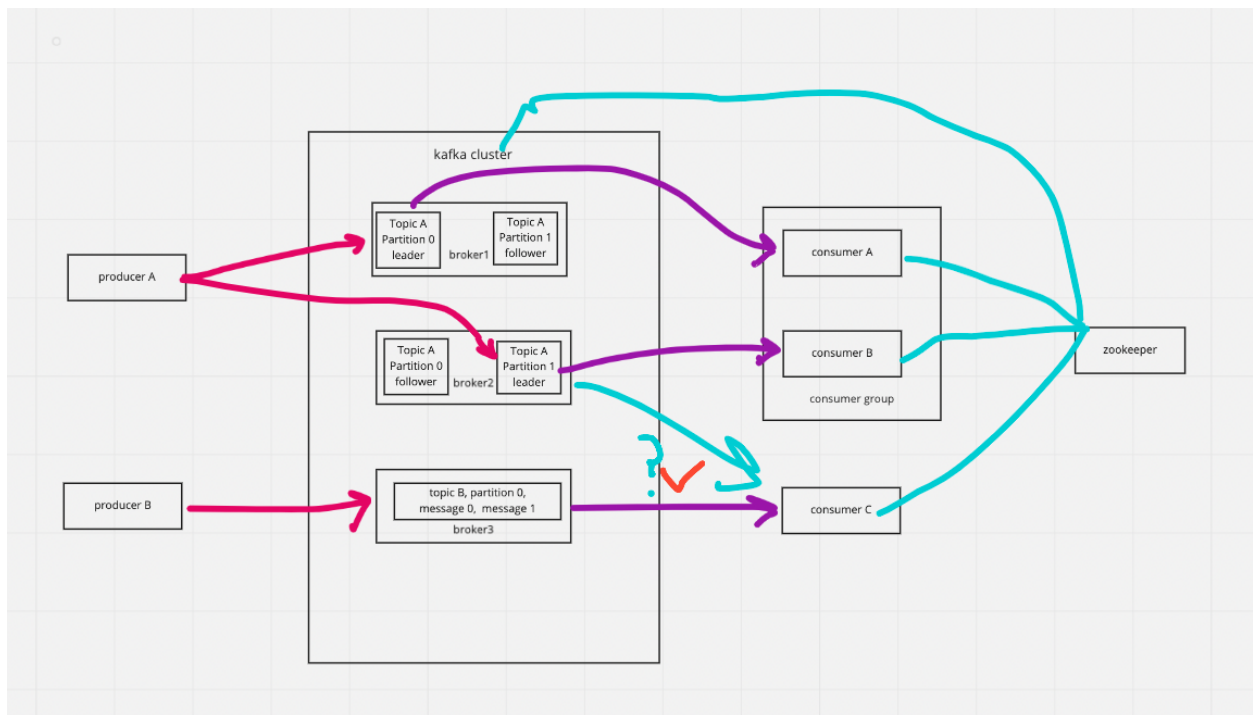 kafka cluster
Topic A
Partition 0
leader
broker1
Topic A
Partition 1
follower
producer A
consumer A
Topic A
Partition 0
follower
broker2
Topic A
Partition 1
leader
consumer B
consumer group
zookeeper
?
producer B
topic B, partition 0,
message 0, message 1
broker3
consumer C